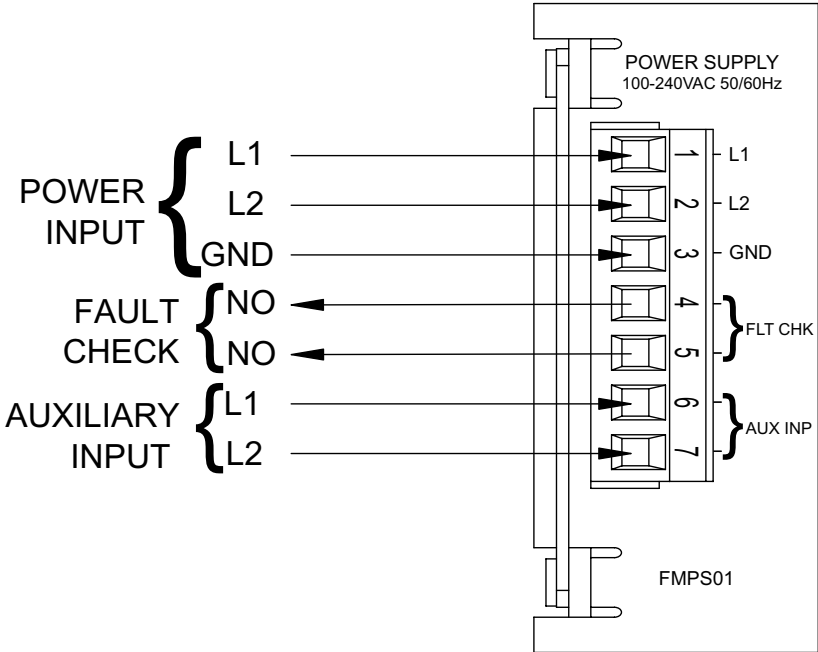 POWER SUPPLY
100-240VAC 50/60Hz
POWER
INPUT
L1
L2
GND
FAULT
CHECK
NO
NO
AUXILIARY
INPUT
L1
L2
1
2
3
4
5
6
7
L1
L2
GND
FLT CHK
AUX INP
FMPS01